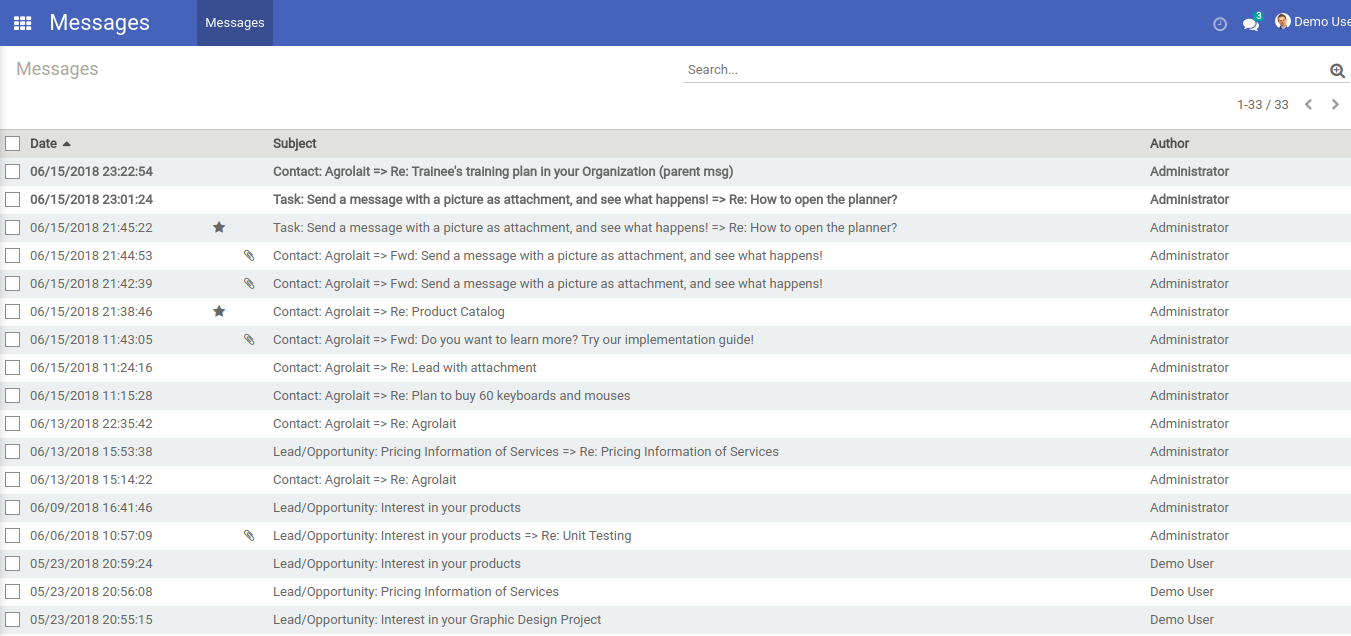 Messages Messages 3 Demo Use
Messages Search...
1-33 / 33
Date Subject Author
06/15/2018 23:22:54 Contact: Agrolait => Re: Trainee's training plan in your Organization (parent msg) Administrator
06/15/2018 23:01:24 Task: Send a message with a picture as attachment, and see what happens! => Re: How to open the planner? Administrator
06/15/2018 21:45:22 Task: Send a message with a picture as attachment, and see what happens! => Re: How to open the planner? Administrator
06/15/2018 21:44:53 Contact: Agrolait => Fwd: Send a message with a picture as attachment, and see what happens! Administrator
06/15/2018 21:42:39 Contact: Agrolait => Fwd: Send a message with a picture as attachment, and see what happens! Administrator
06/15/2018 21:38:46 Contact: Agrolait => Re: Product Catalog Administrator
06/15/2018 11:43:05 Contact: Agrolait => Fwd: Do you want to learn more? Try our implementation guide! Administrator
06/15/2018 11:24:16 Contact: Agrolait => Re: Lead with attachment Administrator
06/15/2018 11:15:28 Contact: Agrolait => Re: Plan to buy 60 keyboards and mouses Administrator
06/13/2018 22:35:42 Contact: Agrolait => Re: Agrolait Administrator
06/13/2018 15:53:38 Lead/Opportunity: Pricing Information of Services => Re: Pricing Information of Services Administrator
06/13/2018 15:14:22 Contact: Agrolait => Re: Agrolait Administrator
06/09/2018 16:41:46 Lead/Opportunity: Interest in your products Administrator
06/06/2018 10:57:09 Lead/Opportunity: Interest in your products => Re: Unit Testing Administrator
05/23/2018 20:59:24 Lead/Opportunity: Interest in your products Demo User
05/23/2018 20:56:08 Lead/Opportunity: Pricing Information of Services Demo User
05/23/2018 20:55:15 Lead/Opportunity: Interest in your Graphic Design Project Demo User